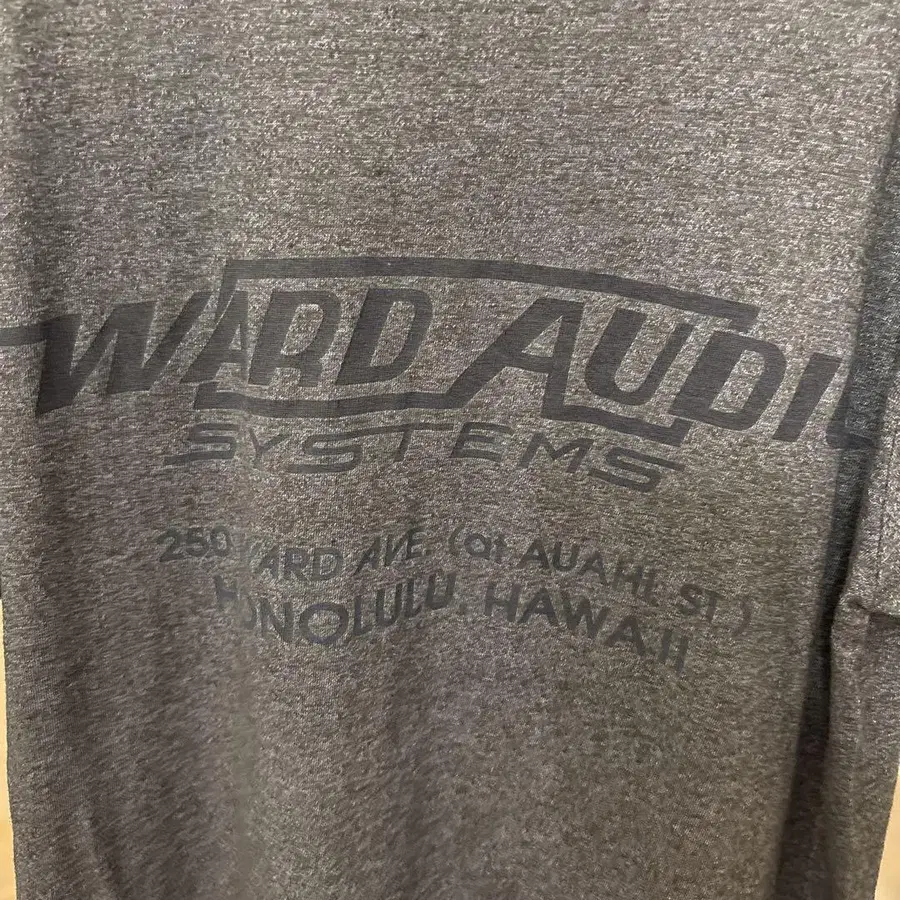 WARD AUDI
SYSTEMS
250 WARD AVE. (at AUAHI ST.)
HONOLULU, HAWAII